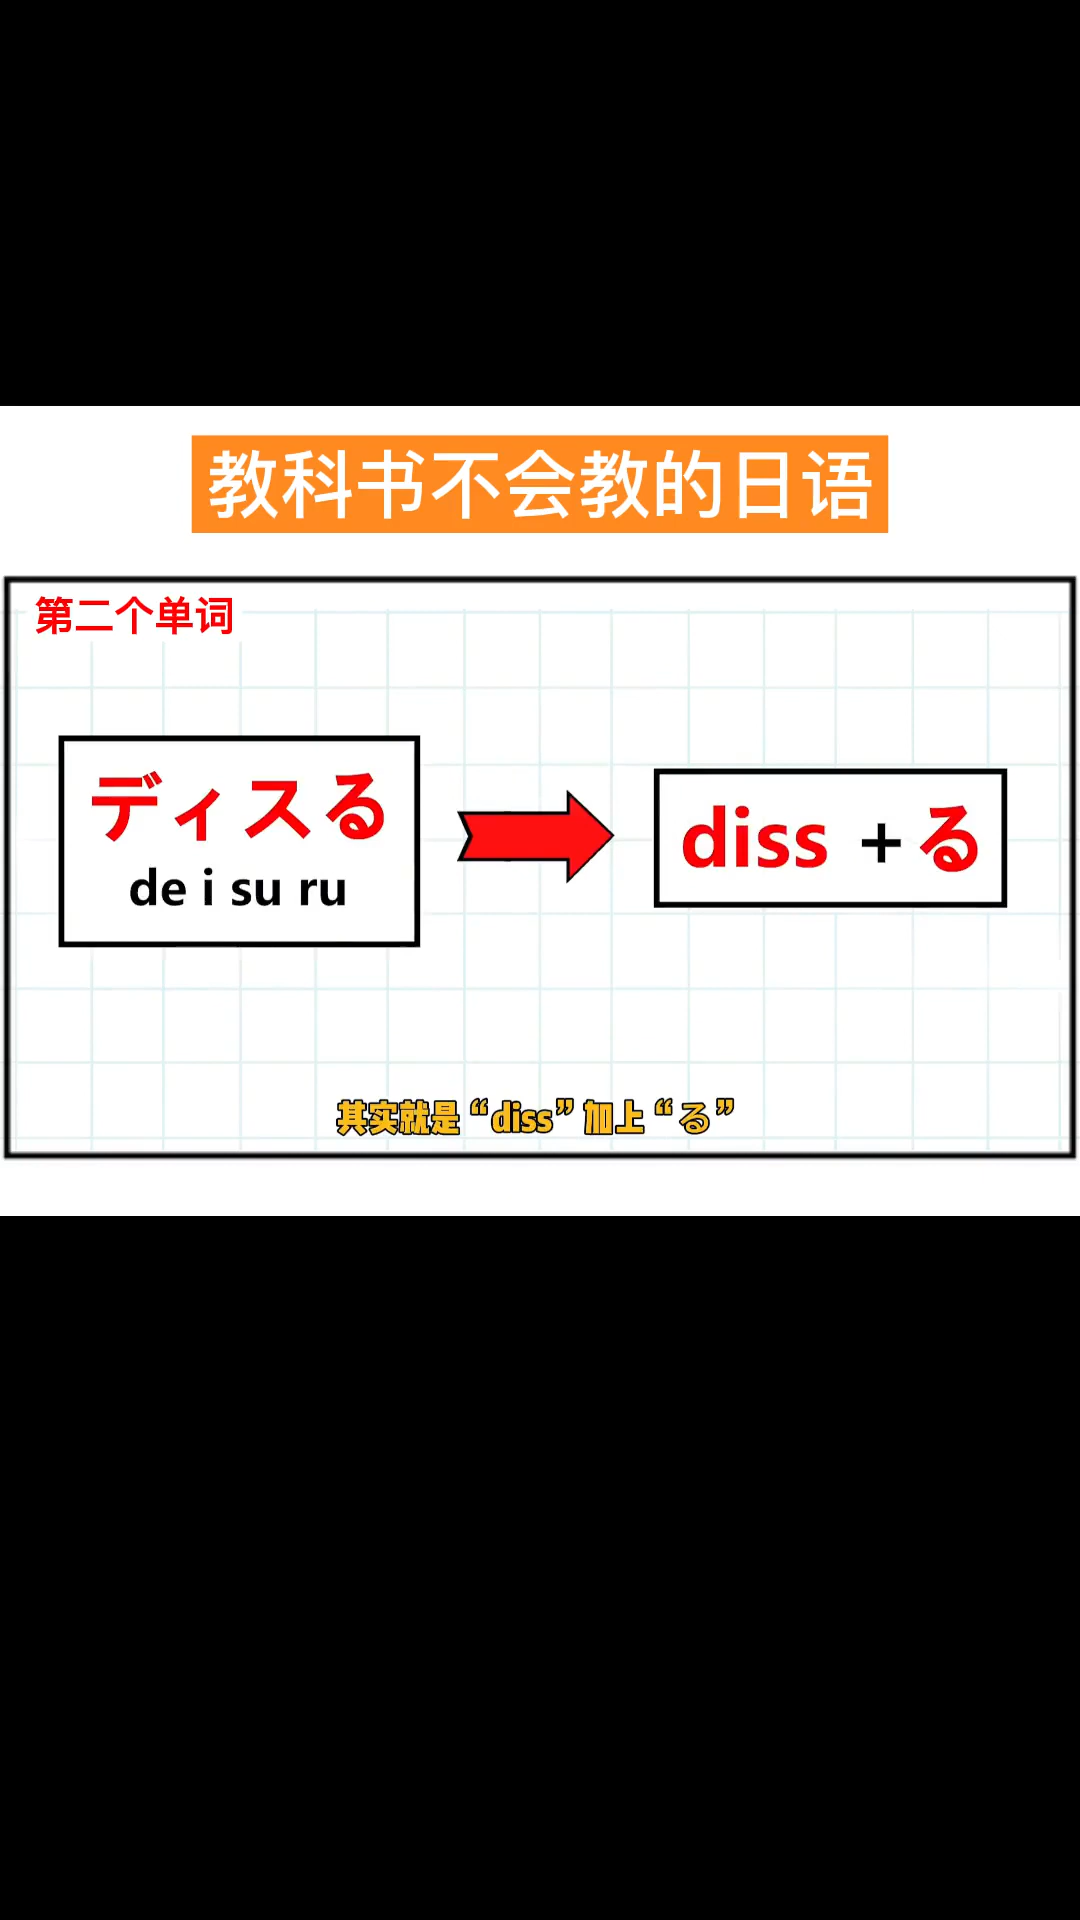 教科书不会教的日语
第二个单词
ディスる
de i su ru
diss +る
其实就是“diss”加上“る”